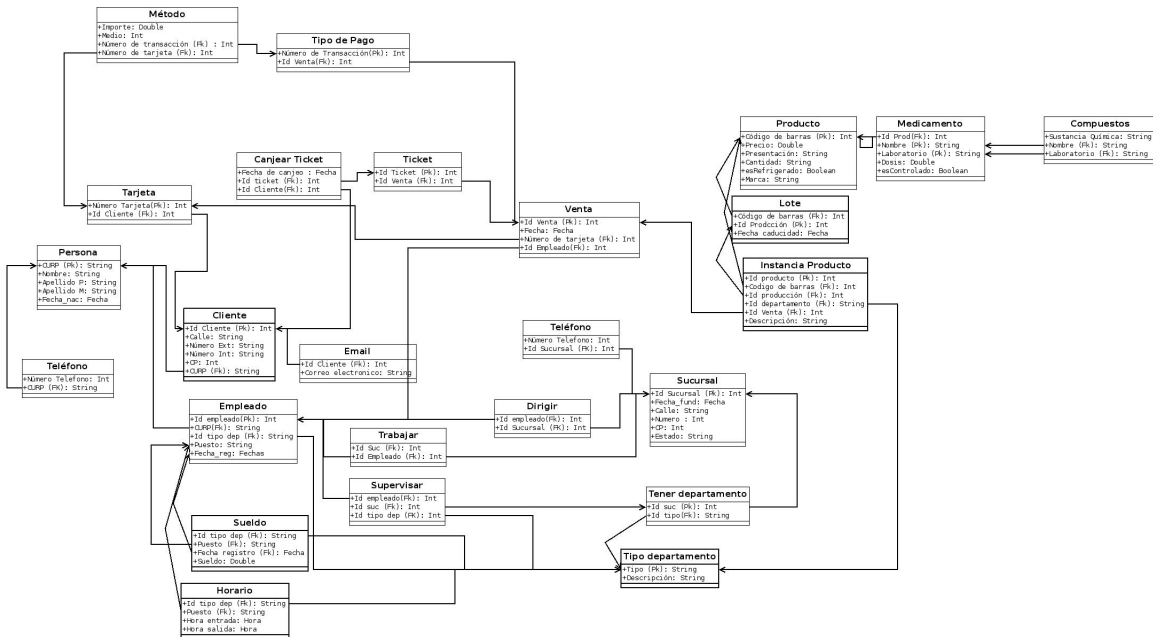 Método
+Importe: Double
+Medio: Int
+Número de transacción (Fk) : Int
+Número de tarjeta (Fk): Int
Tipo de Pago
+Número de Transacción(Pk): Int
+Id Venta(Fk): Int
Producto
+Código de barras (Pk): Int
+Precio: Double
+Presentación: String
+Cantidad: String
+esRefrigerado: Boolean
+Marca: String
Medicamento
+Id Prod(Fk): Int
+Nombre (Pk): String
+Laboratorio (Pk): String
+Dosis: Double
+esControlado: Boolean
Compuestos
+Sustancia Química: String
+Nombre (Fk): String
+Laboratorio (Fk): String
Canjear Ticket
+Fecha de canjeo : Fecha
+Id ticket (Fk): Int
+Id Cliente(Fk): Int
Ticket
+Id Ticket (Pk): Int
+Id Venta (Fk): Int
Tarjeta
+Número Tarjeta(Pk): Int
+Id Cliente (Fk): Int
Venta
+Id Venta (Pk): Int
+Fecha: Fecha
+Número de tarjeta (Fk): Int
+Id Empleado(Fk): Int
Lote
+Código de barras (Fk): Int
+Id Prodcción (Pk): Int
+Fecha caducidad: Fecha
Persona
+CURP (Pk): String
+Nombre: String
+Apellido P: String
+Apellido M: String
+Fecha_nac: Fecha
Instancia Producto
+Id producto (Pk): Int
+Codigo de barras (Fk): Int
+Id producción (Fk): Int
+Id departamento (Fk): String
+Id Venta (Fk): Int
+Descripción: String
Cliente
+Id Cliente (Pk): Int
+Calle: String
+Número Ext: String
+Número Int: String
+CP: Int
+CURP (Fk): String
Teléfono
+Número Telefono: Int
+Id Sucursal (Fk): Int
Email
+Id Cliente (Fk): Int
+Correo electronico: String
Teléfono
+Número Telefono: Int
+CURP (FK): String
Sucursal
+Id Sucursal (Pk): Int
+Fecha_fund: Fecha
+Calle: String
+Numero : Int
+CP: Int
+Estado: String
Empleado
+Id empleado(Pk): Int
+CURP(Fk): String
+Id tipo dep (Fk): String
+Puesto: String
+Fecha_reg: Fechas
Dirigir
+Id empleado(Fk): Int
+Id Sucursal (Fk): Int
Trabajar
+Id Suc (Fk): Int
+Id Empleado (Fk): Int
Supervisar
+Id empleado(Fk): Int
+Id suc (Fk): Int
+Id tipo dep (FK): Int
Tener departamento
+Id suc (Pk): Int
+Id tipo(Fk): String
Sueldo
+Id tipo dep (Fk): String
+Puesto (Fk): String
+Fecha registro (Fk): Fecha
+Sueldo: Double
Tipo departamento
+Tipo (Pk): String
+Descripción: String
Horario
+Id tipo dep (Fk): String
+Puesto (Fk): String
+Hora entrada: Hora
+Hora salida: Hora